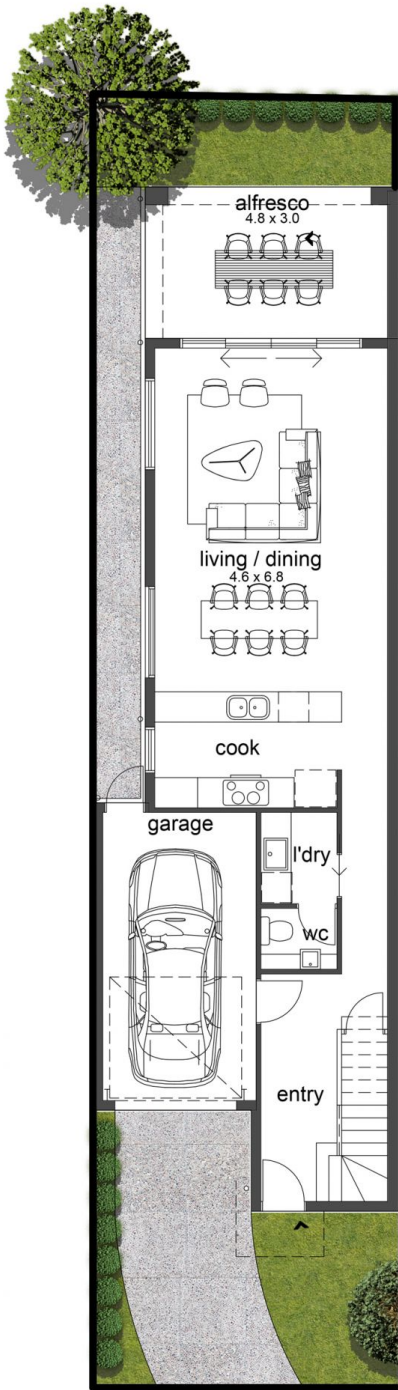 alfresco
4.8 x 3.0
living / dining
4.6 x 6.8
cook
garage
l'dry
wc
entry